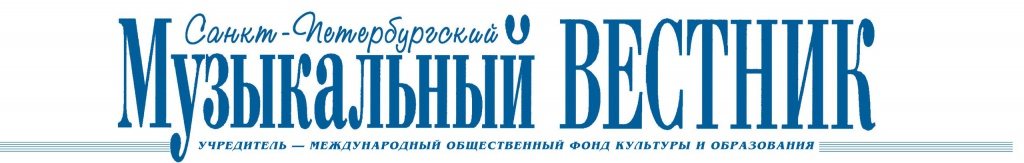 Санкт-Петербургский
Музыкальный ВЕСТНИК
УЧРЕДИТЕЛЬ — МЕЖДУНАРОДНЫЙ ОБЩЕСТВЕННЫЙ ФОНД КУЛЬТУРЫ И ОБРАЗОВАНИЯ